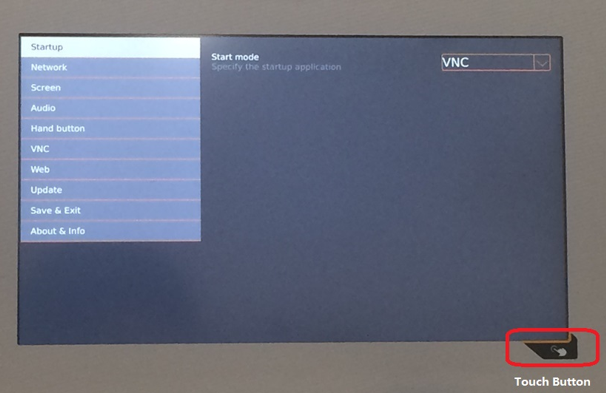 Startup
Network
Screen
Audio
Hand button
VNC
Web
Update
Save & Exit
About & Info
Start mode
Specify the startup application
VNC
Touch Button